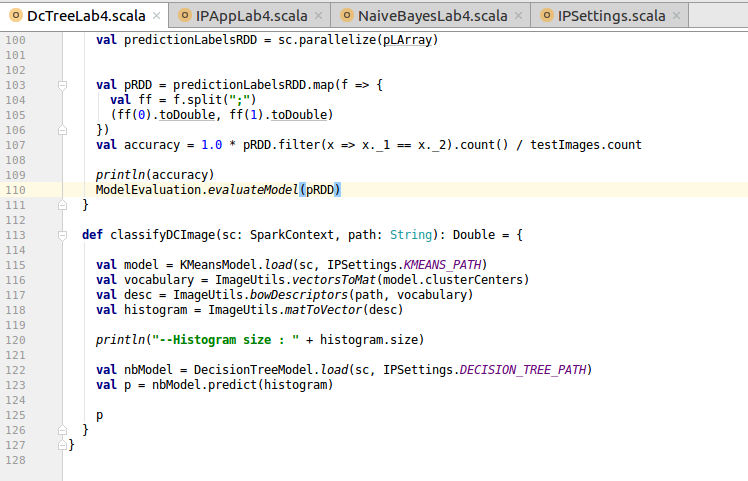 DcTreeLab4.scala IPAppLab4.scala NaiveBayesLab4.scala IPSettings.scala
100 val predictionLabelsRDD = sc.parallelize(pLArray)
101
102
103 val pRDD = predictionLabelsRDD.map(f => {
104 val ff = f.split(";")
105 (ff(0).toDouble, ff(1).toDouble)
106 })
107 val accuracy = 1.0 * pRDD.filter(x => x._1 == x._2).count() / testImages.count
108
109 println(accuracy)
110 ModelEvaluation.evaluateModel(pRDD)
111 }
112
113 def classifyDCImage(sc: SparkContext, path: String): Double = {
114
115 val model = KMeansModel.load(sc, IPSettings.KMEANS_PATH)
116 val vocabulary = ImageUtils.vectorsToMat(model.clusterCenters)
117 val desc = ImageUtils.bowDescriptors(path, vocabulary)
118 val histogram = ImageUtils.matToVector(desc)
119
120 println("--Histogram size : " + histogram.size)
121
122 val nbModel = DecisionTreeModel.load(sc, IPSettings.DECISION_TREE_PATH)
123 val p = nbModel.predict(histogram)
124
125 p
126 }
127 }
128